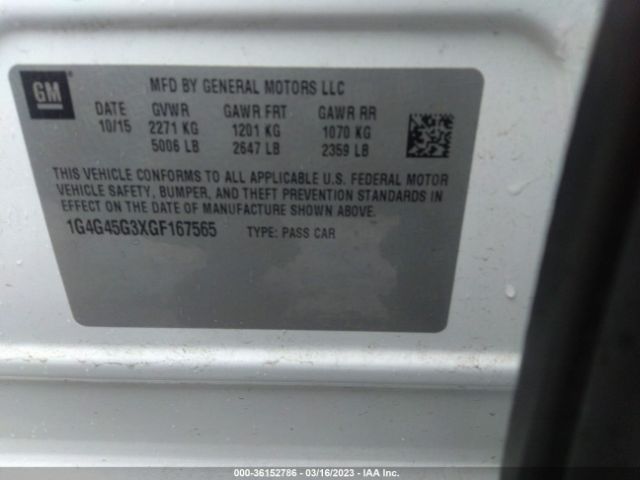 GM
MFD BY GENERAL MOTORS LLC
DATE GVWR GAWR FRT GAWR RR
10/15 2271 KG 1201 KG 1070 KG
5006 LB 2647 LB 2359 LB
THIS VEHICLE CONFORMS TO ALL APPLICABLE U.S. FEDERAL MOTOR
VEHICLE SAFETY, BUMPER, AND THEFT PREVENTION STANDARDS IN
EFFECT ON THE DATE OF MANUFACTURE SHOWN ABOVE.
1G4G45G3XGF167565 TYPE: PASS CAR
000-36152786 - 03/16/2023 - IAA Inc.